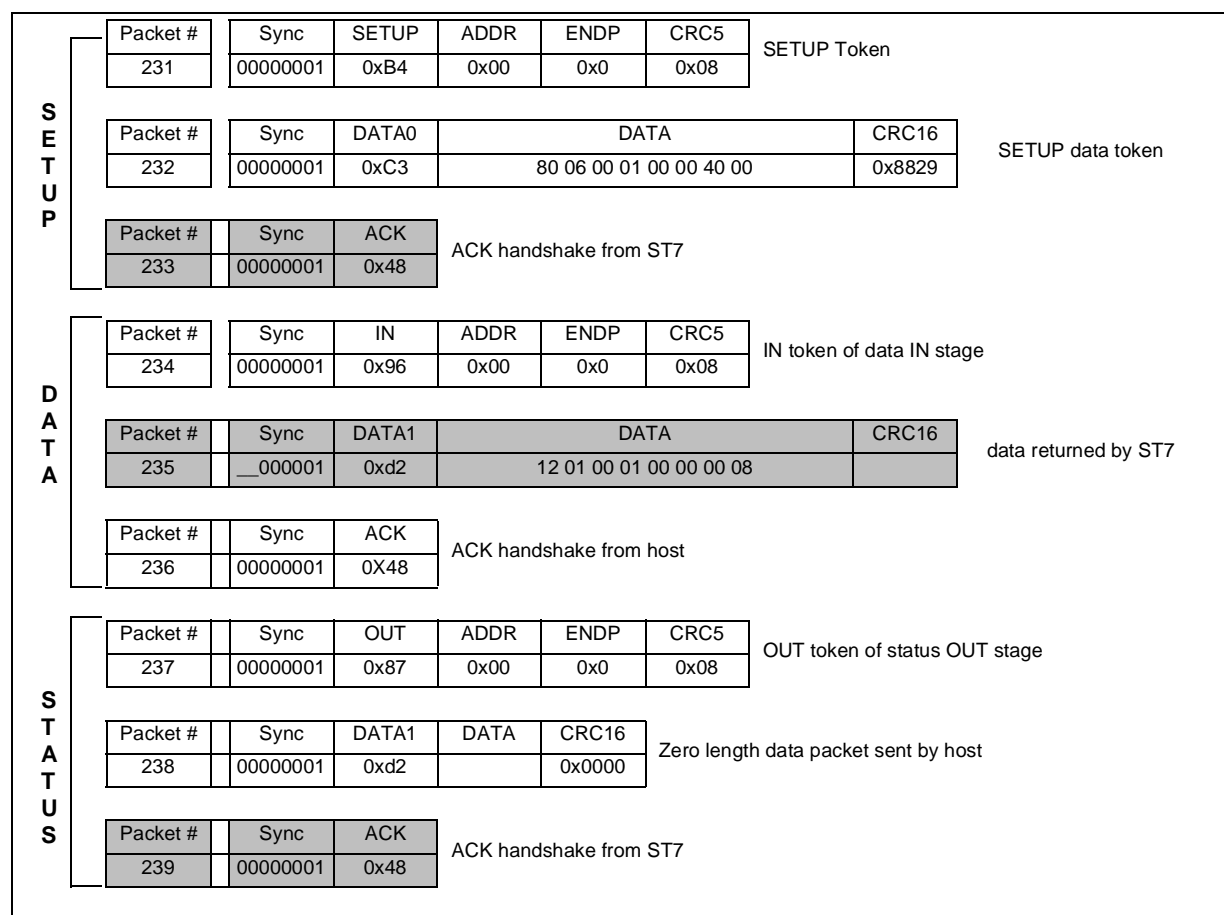 SETUP
Packet # Sync SETUP ADDR ENDP CRC5
231 00000001 0xB4 0x00 0x0 0x08
SETUP Token
Packet # Sync DATA0 DATA CRC16
232 00000001 0xC3 80 06 00 01 00 00 40 00 0x8829
SETUP data token
Packet # Sync ACK
233 00000001 0x48
ACK handshake from ST7
DATA
Packet # Sync IN ADDR ENDP CRC5
234 00000001 0x96 0x00 0x0 0x08
IN token of data IN stage
Packet # Sync DATA1 DATA CRC16
235 __000001 0xd2 12 01 00 01 00 00 00 08
data returned by ST7
Packet # Sync ACK
236 00000001 0X48
ACK handshake from host
STATUS
Packet # Sync OUT ADDR ENDP CRC5
237 00000001 0x87 0x00 0x0 0x08
OUT token of status OUT stage
Packet # Sync DATA1 DATA CRC16
238 00000001 0xd2 0x0000
Zero length data packet sent by host
Packet # Sync ACK
239 00000001 0x48
ACK handshake from ST7